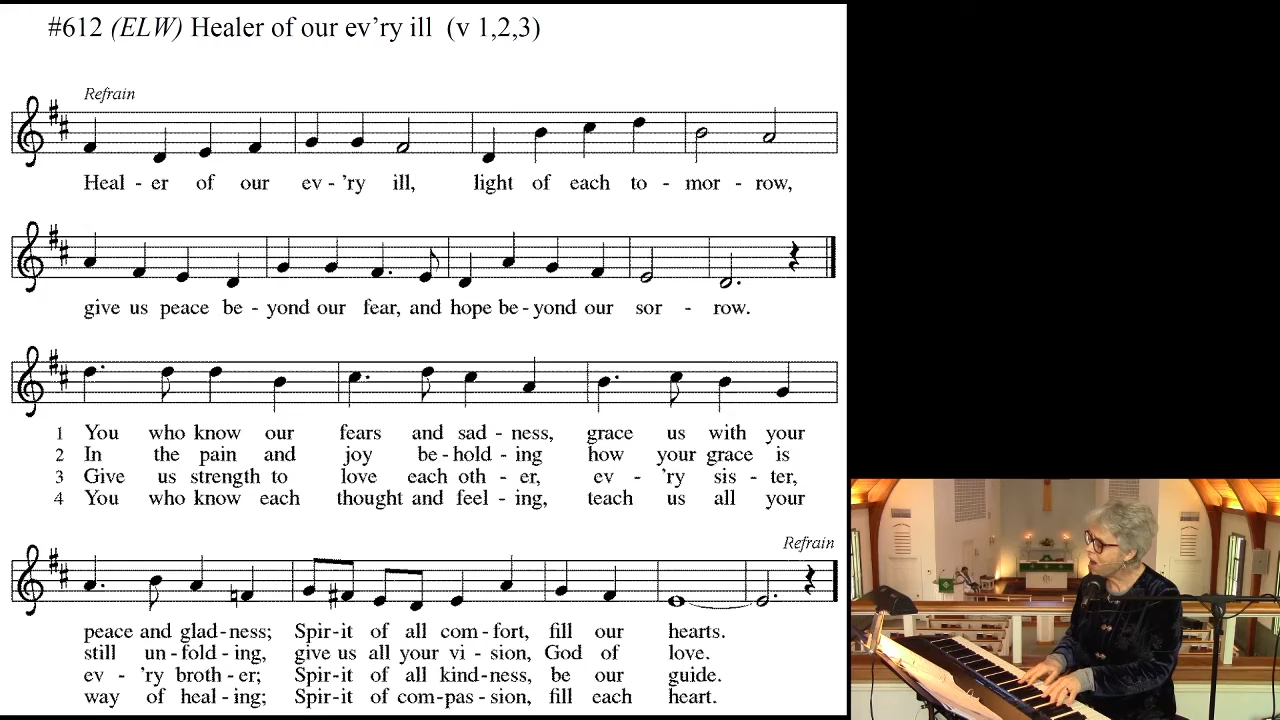 #612 (ELW) Healer of our ev’ry ill (v 1,2,3)
Refrain
Heal - er of our ev - ’ry ill, light of each to - mor - row,
give us peace be - yond our fear, and hope be - yond our sor - row.
1 You who know our fears and sad - ness, grace us with your
2 In the pain and joy be - hold - ing how your grace is
3 Give us strength to love each oth - er, ev - ’ry sis - ter,
4 You who know each thought and feel - ing, teach us all your
Refrain
peace and glad - ness; Spir - it of all com - fort, fill our hearts.
still un - fold - ing, give us all your vi - sion, God of love.
ev - ’ry broth - er; Spir - it of all kind - ness, be our guide.
way of heal - ing; Spir - it of com - pas - sion, fill each heart.